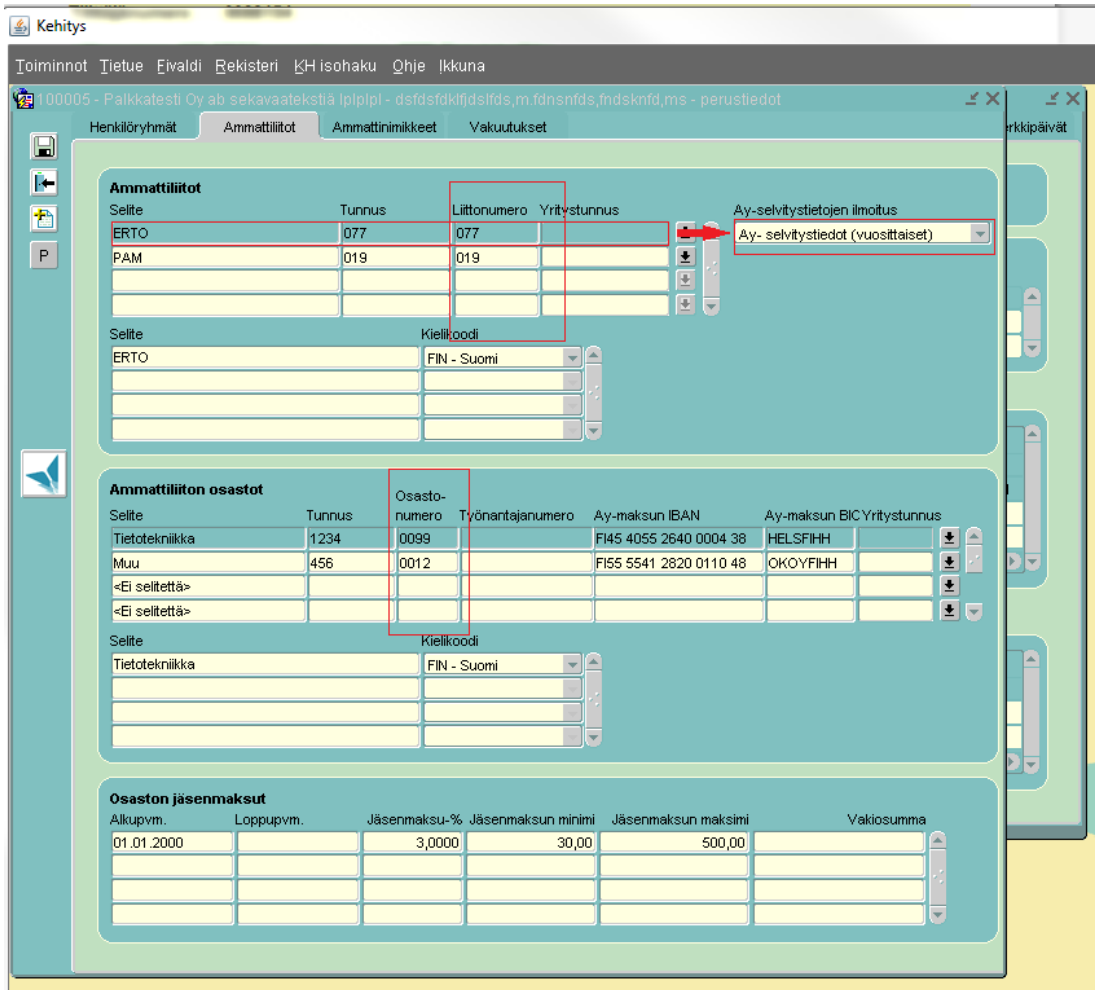 Kehitys
Toiminnot Tietue Eivaldi Rekisteri KH isohaku Ohje Ikkuna
100005 - Palkkatesti Oy ab sekavaatekstiä lplplpl - dsfdsfdklfjdslfds,m.fdnsnfds,fndsknfd,ms - perustiedot
Henkilöryhmät Ammattiliitot Ammattinimikkeet Vakuutukset rkkipäivät
P
Ammattiliitot
Selite Tunnus Liittonumero Yritystunnus Ay-selvitystietojen ilmoitus
ERTO 077 077 Ay- selvitystiedot (vuosittaiset)
PAM 019 019
Selite Kielikoodi
ERTO FIN - Suomi
Ammattiliiton osastot
Osasto-
Selite Tunnus numero Työnantajanumero Ay-maksun IBAN Ay-maksun BIC Yritystunnus
Tietotekniikka 1234 0099 FI45 4055 2640 0004 38 HELSFIHH
Muu 456 0012 FI55 5541 2820 0110 48 OKOYFIHH
<Ei selitettä>
<Ei selitettä>
Selite Kielikoodi
Tietotekniikka FIN - Suomi
Osaston jäsenmaksut
Alkupvm. Loppupvm. Jäsenmaksu-% Jäsenmaksun minimi Jäsenmaksun maksimi Vakiosumma
01.01.2000 3,0000 30,00 500,00